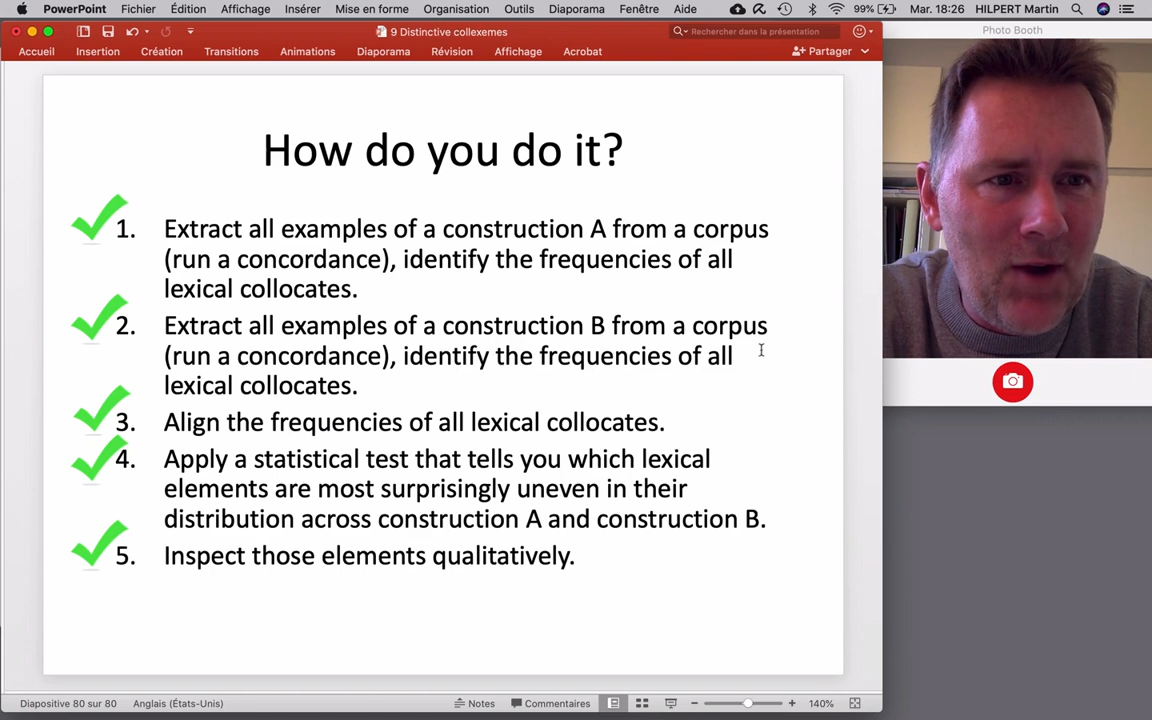 PowerPoint Fichier Édition Affichage Insérer Mise en forme Organisation Outils Diaporama Fenêtre Aide 99% Mar. 18:26 HILPERT Martin
9 Distinctive collexemes
Rechercher dans la présentation
Photo Booth
Accueil Insertion Création Transitions Animations Diaporama Révision Affichage Acrobat Partager
How do you do it?
1. Extract all examples of a construction A from a corpus
(run a concordance), identify the frequencies of all
lexical collocates.
2. Extract all examples of a construction B from a corpus
(run a concordance), identify the frequencies of all
lexical collocates.
3. Align the frequencies of all lexical collocates.
4. Apply a statistical test that tells you which lexical
elements are most surprisingly uneven in their
distribution across construction A and construction B.
5. Inspect those elements qualitatively.
Diapositive 80 sur 80 Anglais (États-Unis) Notes Commentaires 140%